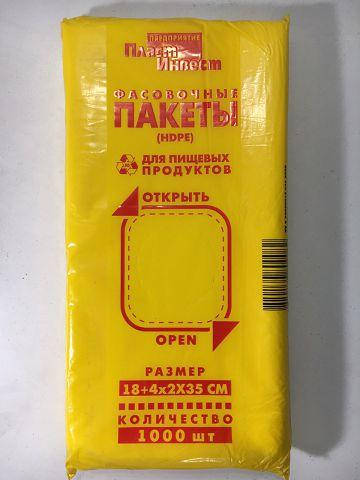 ПРЕДПРИЯТИЕ
Пласт
Инвест
ФАСОВОЧНЫЕ
ПАКЕТЫ
(HDPE)
ДЛЯ ПИЩЕВЫХ
ПРОДУКТОВ
ОТКРЫТЬ
OPEN
РАЗМЕР
18+4x2X35 СМ
КОЛИЧЕСТВО
1000 шт